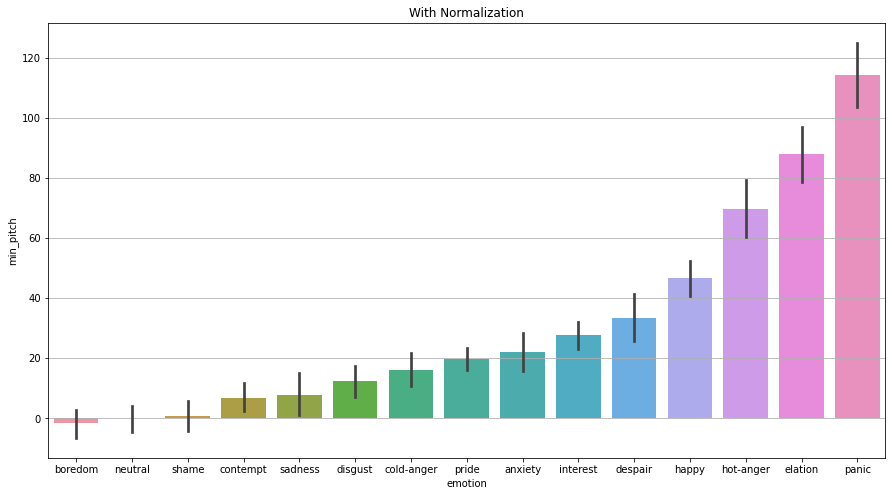 With Normalization
120
100
80
60
40
20
0
min_pitch
boredom neutral shame contempt sadness disgust cold-anger pride anxiety interest despair happy hot-anger elation panic
emotion